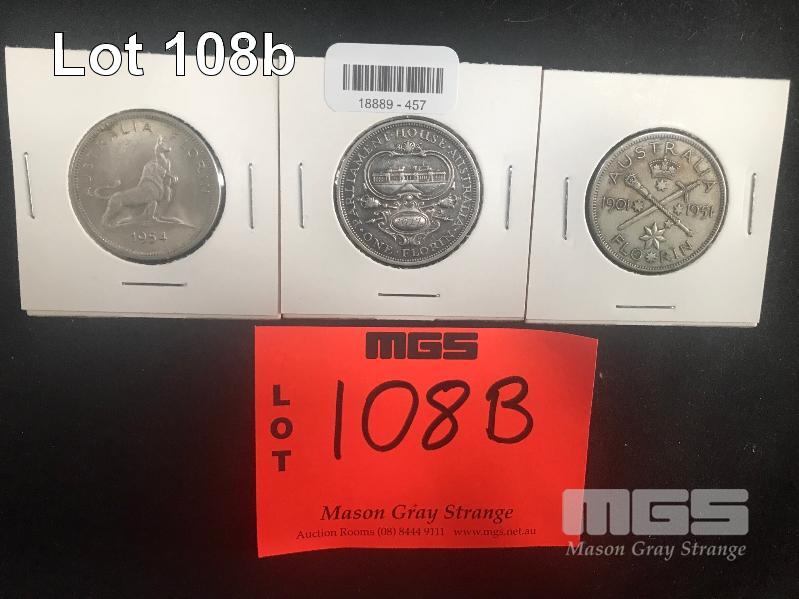 Lot 108b
18889 - 457
AUSTRALIA FLORIN
1954
PARLIAMENT·HOUSE·AUSTRALIA
·ONE·FLORIN·
AUSTRALIA
1901 1951
FLORIN
MGS
LOT
108B
Mason Gray Strange
Auction Rooms (08) 8444 9111 www.mgs.net.au
MGS
Mason Gray Strange